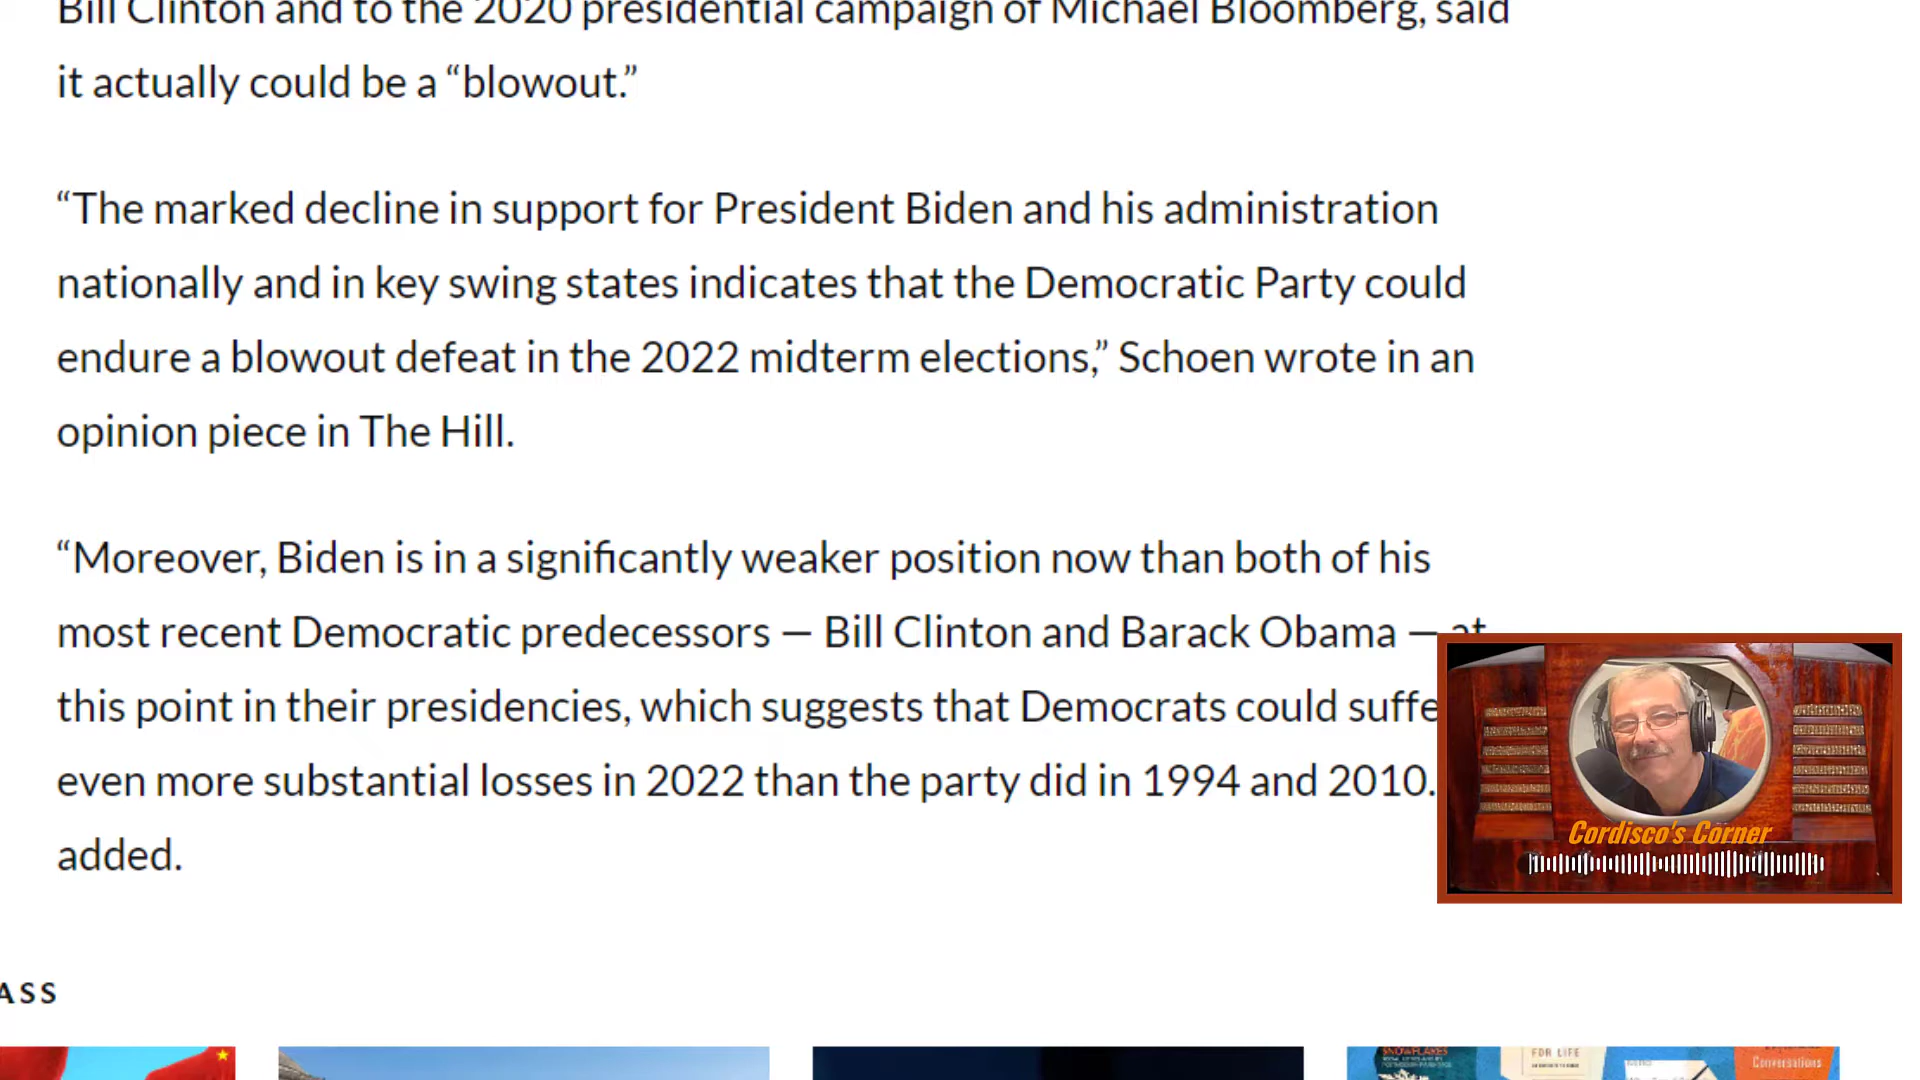 Bill Clinton and to the 2020 presidential campaign of Michael Bloomberg, said
it actually could be a “blowout.”
“The marked decline in support for President Biden and his administration
nationally and in key swing states indicates that the Democratic Party could
endure a blowout defeat in the 2022 midterm elections,” Schoen wrote in an
opinion piece in The Hill.
“Moreover, Biden is in a significantly weaker position now than both of his
most recent Democratic predecessors — Bill Clinton and Barack Obama — at
this point in their presidencies, which suggests that Democrats could suffe
even more substantial losses in 2022 than the party did in 1994 and 2010.
added.
Cordisco's Corner
ASS
SNOWFLAKES
FOR LIFE
Conversations